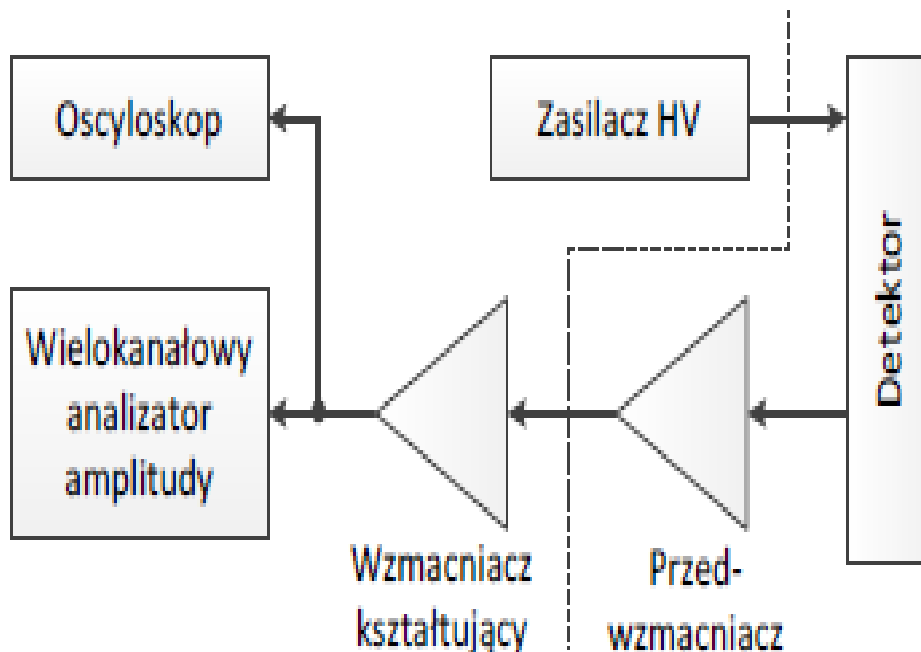 Oscyloskop
Zasilacz HV
Detektor
Wielokanałowy
analizator
amplitudy
Wzmacniacz
kształtujący
Przed-
wzmacniacz